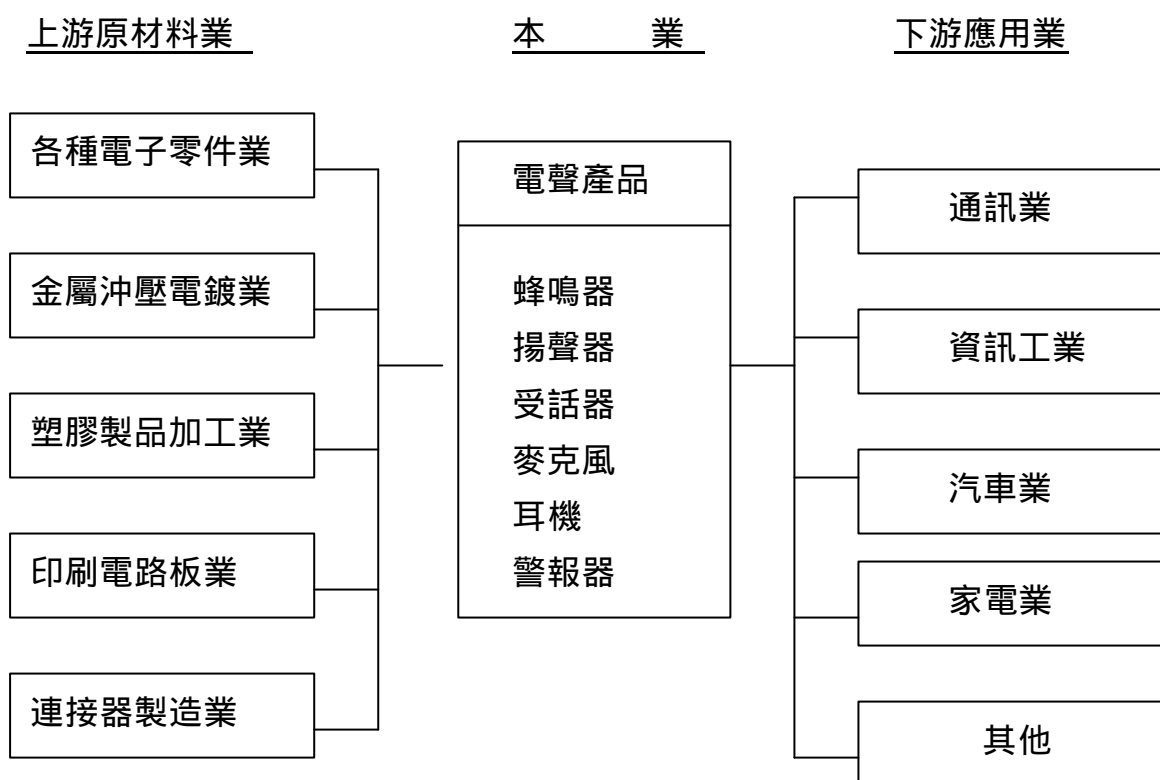 上游原材料業
本 業
下游應用業
各種電子零件業
金屬沖壓電鍍業
塑膠製品加工業
印刷電路板業
連接器製造業
電聲產品
蜂鳴器
揚聲器
受話器
麥克風
耳機
警報器
通訊業
資訊工業
汽車業
家電業
其他